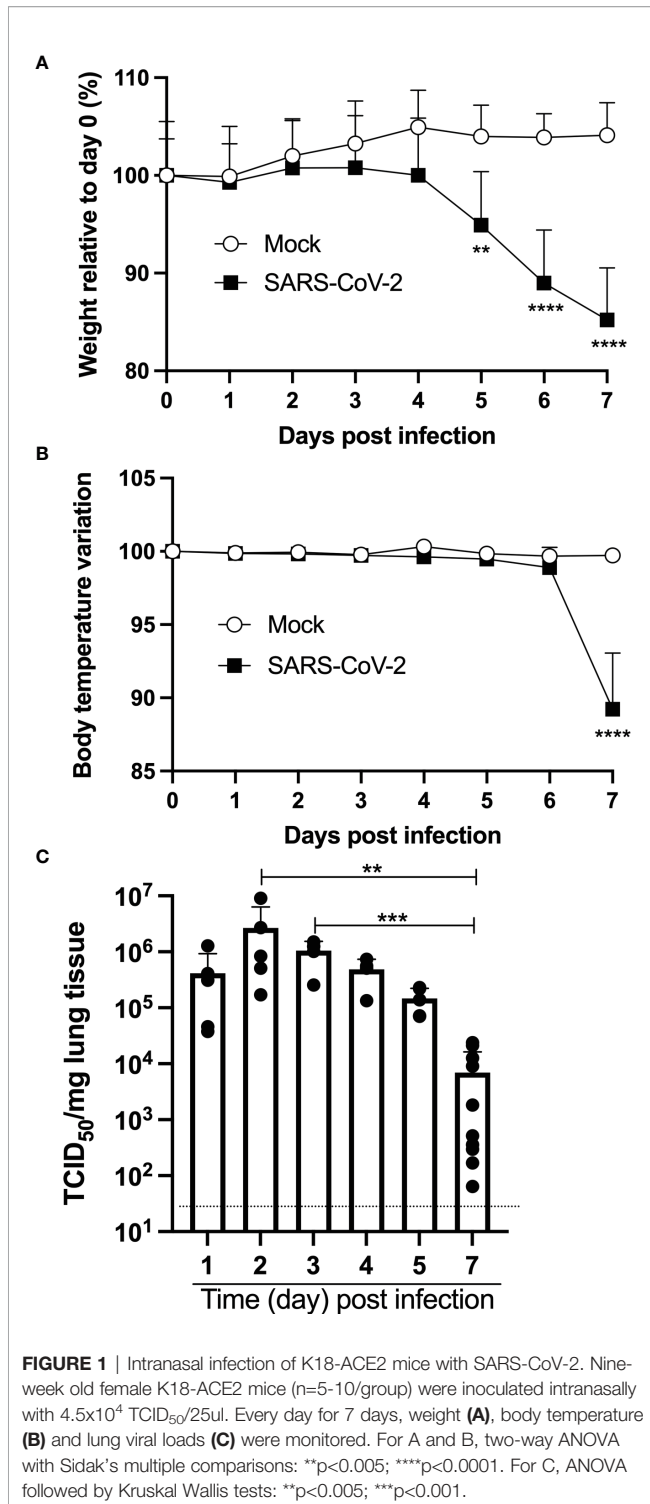 A
Weight relative to day 0 (%)
110
100
90
80
Mock
SARS-CoV-2
**
****
****
0 1 2 3 4 5 6 7
Days post infection
B
Body temperature variation
105
100
95
90
85
Mock
SARS-CoV-2
****
0 1 2 3 4 5 6 7
Days post infection
C
TCID50/mg lung tissue
**
***
10⁷
10⁶
10⁵
10⁴
10³
10²
10¹
1 2 3 4 5 7
Time (day) post infection
FIGURE 1 | Intranasal infection of K18-ACE2 mice with SARS-CoV-2. Nine-
week old female K18-ACE2 mice (n=5-10/group) were inoculated intranasally
with 4.5x10⁴ TCID50/25ul. Every day for 7 days, weight (A), body temperature
(B) and lung viral loads (C) were monitored. For A and B, two-way ANOVA
with Sidak's multiple comparisons: **p<0.005; ****p<0.0001. For C, ANOVA
followed by Kruskal Wallis tests: **p<0.005; ***p<0.001.